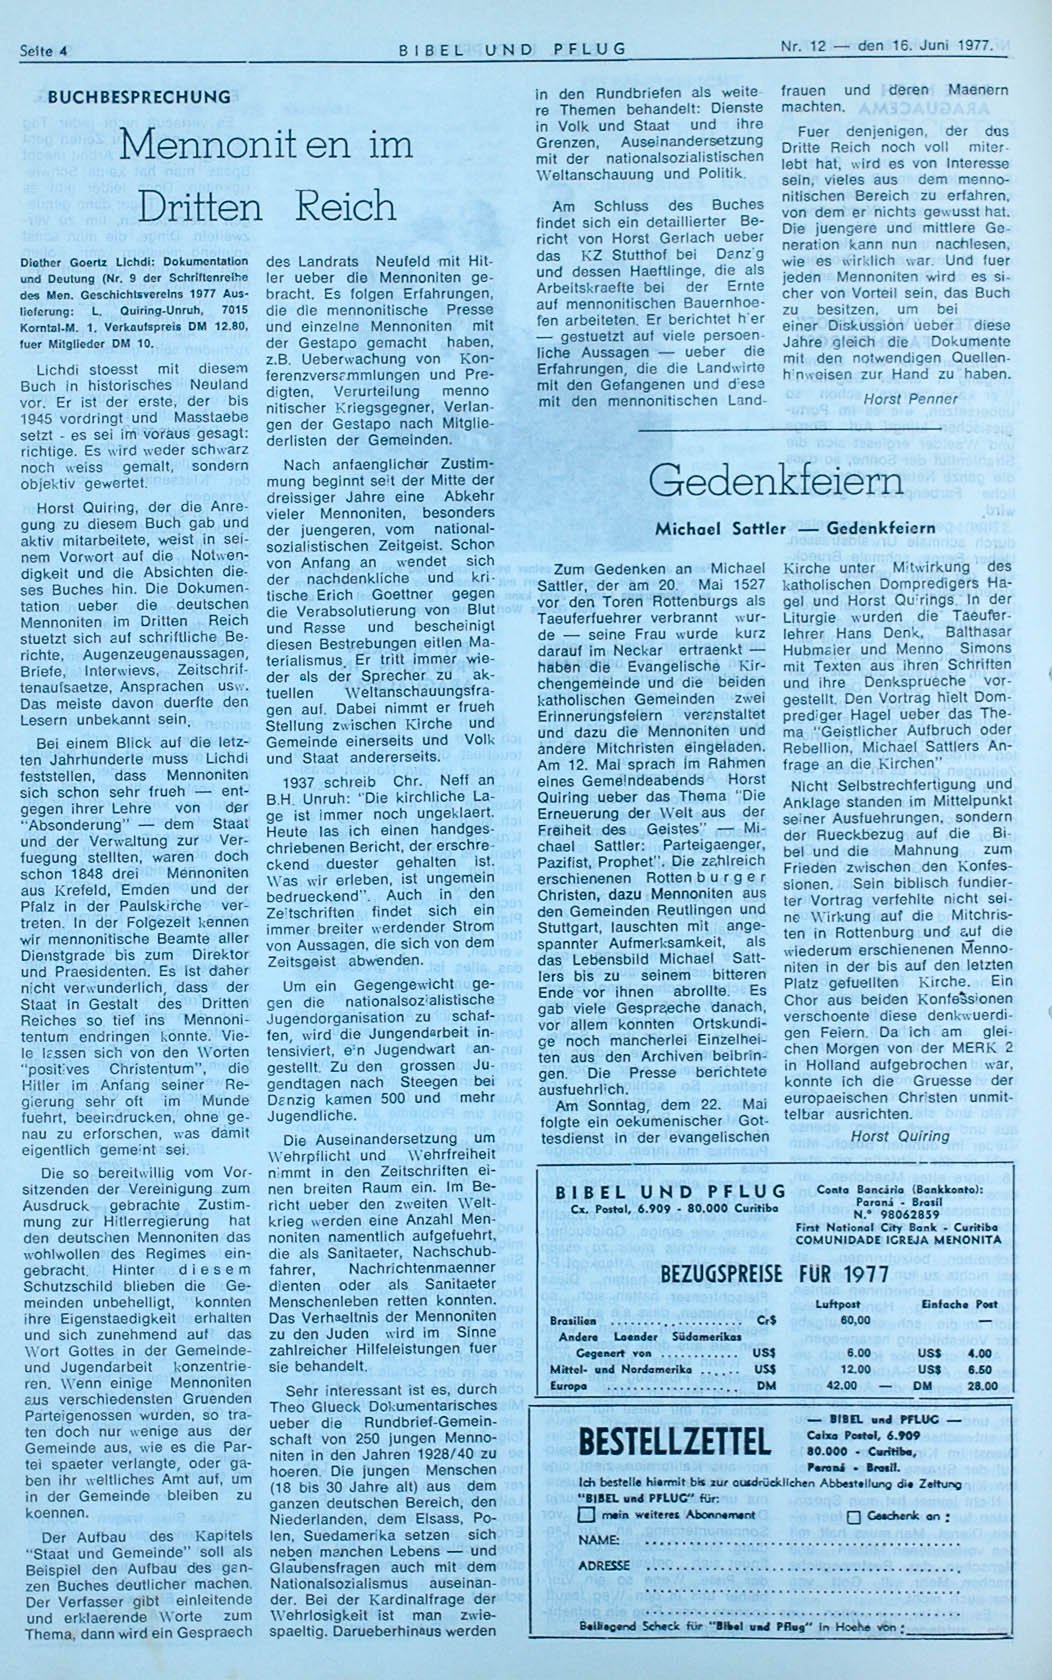 Seite 4
BIBEL UND PFLUG
Nr. 12 — den 16. Juni 1977.
BUCHBESPRECHUNG
Mennoniten im
Dritten Reich
Diether Goertz Lichdi: Dokumentation
und Deutung (Nr. 9 der Schriftenreihe
des Men. Geschichtsvereins 1977 Aus-
lieferung: L. Quiring-Unruh, 7015
Korntal-M. 1, Verkaufspreis DM 12.80,
fuer Mitglieder DM 10.
Lichdi stoesst mit diesem
Buch in historisches Neuland
vor. Er ist der erste, der bis
1945 vordringt und Masstaebe
setzt - es sei im voraus gesagt:
richtige. Es wird weder schwarz
noch weiss gemalt, sondern
objektiv gewertet.
Horst Quiring, der die Anre-
gung zu diesem Buch gab und
aktiv mitarbeitete, weist in sei-
nem Vorwort auf die Notwen-
digkeit und die Absichten die-
ses Buches hin. Die Dokumen-
tation ueber die deutschen
Mennoniten im Dritten Reich
stuetzt sich auf schriftliche Be-
richte, Augenzeugenaussagen,
Briefe, Interwievs, Zeitschrif-
tenaufsaetze, Ansprachen usw.
Das meiste davon duerfte den
Lesern unbekannt sein.
Bei einem Blick auf die letz-
ten Jahrhunderte muss Lichdi
feststellen, dass Mennoniten
sich schon sehr frueh — ent-
gegen ihrer Lehre von der
"Absonderung" — dem Staat
und der Verwaltung zur Ver-
fuegung stellten, waren doch
schon 1848 drei Mennoniten
aus Krefeld, Emden und der
Pfalz in der Paulskirche ver-
treten. In der Folgezeit kennen
wir mennonitische Beamte aller
Dienstgrade bis zum Direktor
und Praesidenten. Es ist daher
nicht verwunderlich, dass der
Staat in Gestalt des Dritten
Reiches so tief ins Mennoni-
tentum endringen konnte. Vie-
le lassen sich von den Worten
"positives Christentum", die
Hitler im Anfang seiner Re-
gierung sehr oft im Munde
fuehrt, beeindrucken, ohne ge-
nau zu erforschen, was damit
eigentlich gemeint sei.
Die so bereitwillig vom Vor-
sitzenden der Vereinigung zum
Ausdruck gebrachte Zustim-
mung zur Hitlerregierung hat
den deutschen Mennoniten das
wohlwollen des Regimes ein-
gebracht. Hinter diesem
Schutzschild blieben die Ge-
meinden unbehelligt, konnten
ihre Eigenstaedigkeit erhalten
und sich zunehmend auf das
Wort Gottes in der Gemeinde-
und Jugendarbeit konzentrie-
ren. Wenn einige Mennoniten
aus verschiedensten Gruenden
Parteigenossen wurden, so tra-
ten doch nur wenige aus der
Gemeinde aus, wie es die Par-
tei spaeter verlangte, oder ga-
ben ihr weltliches Amt auf, um
in der Gemeinde bleiben zu
koennen.
Der Aufbau des Kapitels
"Staat und Gemeinde" soll als
Beispiel den Aufbau des gan-
zen Buches deutlicher machen.
Der Verfasser gibt einleitende
und erklaerende Worte zum
Thema, dann wird ein Gespraech
des Landrats Neufeld mit Hit-
ler ueber die Mennoniten ge-
bracht. Es folgen Erfahrungen,
die die mennonitische Presse
und einzelne Mennoniten mit
der Gestapo gemacht haben,
z.B. Ueberwachung von Kon-
ferenzversammlungen und Pre-
digten, Verurteilung menno
nitischer Kriegsgegner, Verlan-
gen der Gestapo nach Mitglie-
derlisten der Gemeinden.
Nach anfaenglicher Zustim-
mung beginnt seit der Mitte der
dreissiger Jahre eine Abkehr
vieler Mennoniten, besonders
der juengeren, vom national-
sozialistischen Zeitgeist. Schon
von Anfang an wendet sich
der nachdenkliche und kri-
tische Erich Goettner gegen
die Verabsolutierung von Blut
und Rasse und bescheinigt
diesen Bestrebungen eitlen Ma-
terialismus. Er tritt immer wie-
der als der Sprecher zu ak-
tuellen Weltanschauungsfra-
gen auf. Dabei nimmt er frueh
Stellung zwischen Kirche und
Gemeinde einerseits und Volk
und Staat andererseits.
1937 schreib Chr. Neff an
B.H. Unruh: "Die kirchliche La-
ge ist immer noch ungeklaert.
Heute las ich einen handges-
chriebenen Bericht, der erschre-
ckend duester gehalten ist.
Was wir erleben, ist ungemein
bedrueckend". Auch in den
Zeitschriften findet sich ein
immer breiter werdender Strom
von Aussagen, die sich von dem
Zeitsgeist abwenden.
Um ein Gegengewicht ge-
gen die nationalsozialistische
Jugendorganisation zu schaf-
fen, wird die Jungendarbeit in-
tensiviert, ein Jugendwart an-
gestellt. Zu den grossen Ju-
gendtagen nach Steegen bei
Danzig kamen 500 und mehr
Jugendliche.
Die Auseinandersetzung um
Wehrpflicht und Wehrfreiheit
nimmt in den Zeitschriften ei-
nen breiten Raum ein. Im Be-
richt ueber den zweiten Welt-
krieg werden eine Anzahl Men-
noniten namentlich aufgefuehrt,
die als Sanitaeter, Nachschub-
fahrer, Nachrichtenmaenner
dienten oder als Sanitaeter
Menschenleben retten konnten.
Das Verhaeltnis der Mennoniten
zu den Juden wird im Sinne
zahlreicher Hilfeleistungen fuer
sie behandelt.
Sehr interessant ist es, durch
Theo Glueck Dokumentarisches
ueber die Rundbrief-Gemein-
schaft von 250 jungen Menno-
niten in den Jahren 1928/40 zu
hoeren. Die jungen Menschen
(18 bis 30 Jahre alt) aus dem
ganzen deutschen Bereich, den
Niederlanden, dem Elsass, Po-
len, Suedamerika setzen sich
neben manchen Lebens — und
Glaubensfragen auch mit dem
Nationalsozialismus auseinan-
der. Bei der Kardinalfrage der
Wehrlosigkeit ist man zwie-
spaeltig. Darueberhinaus werden
in den Rundbriefen als weite
re Themen behandelt: Dienste
in Volk und Staat und ihre
Grenzen, Auseinandersetzung
mit der nationalsozialistischen
Weltanschauung und Politik.
Am Schluss des Buches
findet sich ein detaillierter Be-
richt von Horst Gerlach ueber
das KZ Stutthof bei Danzig
und dessen Haeftlinge, die als
Arbeitskraefte bei der Ernte
auf mennonitischen Bauernhoe-
fen arbeiteten. Er berichtet hier
— gestuetzt auf viele persoen-
liche Aussagen — ueber die
Erfahrungen, die die Landwirte
mit den Gefangenen und diese
mit den mennonitischen Land-
frauen und deren Maenern
machten.
Fuer denjenigen, der das
Dritte Reich noch voll miter-
lebt hat, wird es von Interesse
sein, vieles aus dem menno-
nitischen Bereich zu erfahren,
von dem er nichts gewusst hat.
Die juengere und mittlere Ge-
neration kann nun nachlesen,
wie es wirklich war. Und fuer
jeden Mennoniten wird es si-
cher von Vorteil sein, das Buch
zu besitzen, um bei
einer Diskussion ueber diese
Jahre gleich die Dokumente
mit den notwendigen Quellen-
hinweisen zur Hand zu haben.
Horst Penner
Gedenkfeiern
Michael Sattler — Gedenkfeiern
Zum Gedenken an Michael
Sattler, der am 20. Mai 1527
vor den Toren Rottenburgs als
Taeuferfuehrer verbrannt wur-
de — seine Frau wurde kurz
darauf im Neckar ertraenkt —
haben die Evangelische Kir-
chengemeinde und die beiden
katholischen Gemeinden zwei
Erinnerungsfeiern veranstaltet
und dazu die Mennoniten und
andere Mitchristen eingeladen.
Am 12. Mai sprach im Rahmen
eines Gemeindeabends Horst
Quiring ueber das Thema "Die
Erneuerung der Welt aus der
Freiheit des Geistes" — Mi-
chael Sattler: Parteigaenger,
Pazifist, Prophet". Die zahlreich
erschienenen Rottenburger
Christen, dazu Mennoniten aus
den Gemeinden Reutlingen und
Stuttgart, lauschten mit ange-
spannter Aufmerksamkeit, als
das Lebensbild Michael Satt-
lers bis zu seinem bitteren
Ende vor ihnen abrollte. Es
gab viele Gespraeche danach,
vor allem konnten Ortskundi-
ge noch mancherlei Einzelhei-
ten aus den Archiven beibrin-
gen. Die Presse berichtete
ausfuehrlich.
Am Sonntag, dem 22. Mai
folgte ein oekumenischer Got-
tesdienst in der evangelischen
Kirche unter Mitwirkung des
katholischen Dompredigers Ha-
gel und Horst Quirings. In der
Liturgie wurden die Taeufer-
lehrer Hans Denk, Balthasar
Hubmaier und Menno Simons
mit Texten aus ihren Schriften
und ihre Denksprueche vor-
gestellt. Den Vortrag hielt Dom-
prediger Hagel ueber das The-
ma "Geistlicher Aufbruch oder
Rebellion, Michael Sattlers An-
frage an die Kirchen"
Nicht Selbstrechtfertigung und
Anklage standen im Mittelpunkt
seiner Ausfuehrungen, sondern
der Rueckbezug auf die Bi-
bel und die Mahnung zum
Frieden zwischen den Konfes-
sionen. Sein biblisch fundier-
ter Vortrag verfehlte nicht sei-
ne Wirkung auf die Mitchris-
ten in Rottenburg und auf die
wiederum erschienenen Menno-
niten in der bis auf den letzten
Platz gefuellten Kirche. Ein
Chor aus beiden Konfessionen
verschoente diese denkwuerdi-
gen Feiern. Da ich am glei-
chen Morgen von der MERK 2
in Holland aufgebrochen war,
konnte ich die Gruesse der
europaeischen Christen unmit-
telbar ausrichten.
Horst Quiring
BIBEL UND PFLUG
Cx. Postal, 6.909 - 80.000 Curitiba
Conta Bancária (Bankkonto):
Paraná - Brasil
N.º 98062859
First National City Bank - Curitiba
COMUNIDADE IGREJA MENONITA
BEZUGSPREISE FÜR 1977
Luftpost Einfache Post
Brasilien ................ Cr$ 60,00 —
Andere Laender Südamerikas
Gegenert von ............ US$ 6.00 US$ 4.00
Mittel- und Nordamerika ...... US$ 12.00 US$ 6.50
Europa .................. DM 42.00 — DM 28.00
BESTELLZETTEL
— BIBEL und PFLUG —
Caixa Postal, 6.909
80.000 - Curitiba,
Paraná - Brasil.
Ich bestelle hiermit bis zur ausdrücklichen Abbestellung die Zeitung
"BIBEL und PFLUG" für:
mein weiteres Abonnement
Geschenk an :
NAME: ........................
ADRESSE ........................
Beiliegend Scheck für "Bibel und Pflug" in Hoehe von :